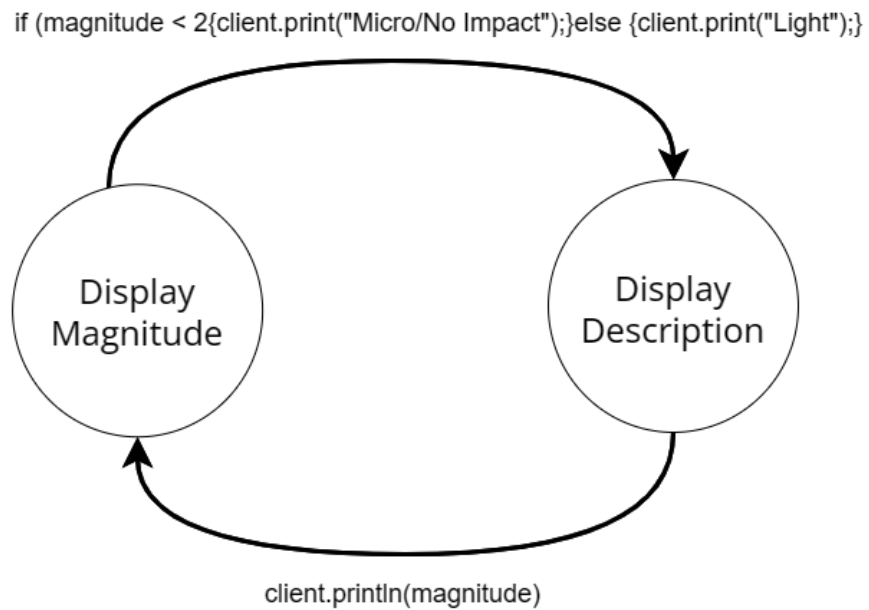 if (magnitude < 2{client.print("Micro/No Impact");}else {client.print("Light");}
Display
Magnitude
Display
Description
client.println(magnitude)